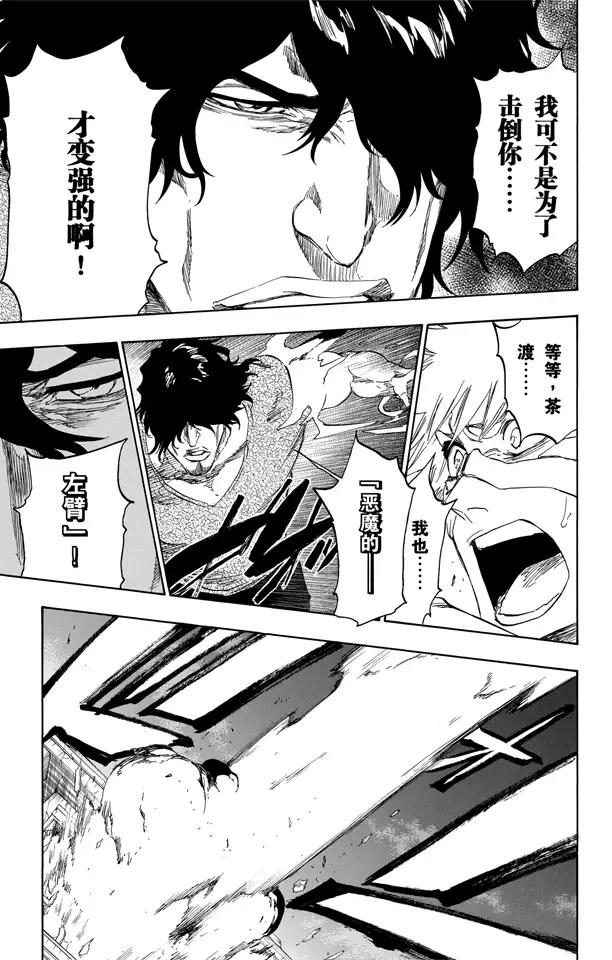 我可不是为了
击倒你……
才变强的啊！
等等，茶
渡……
我也……
『恶魔的——
左臂』！